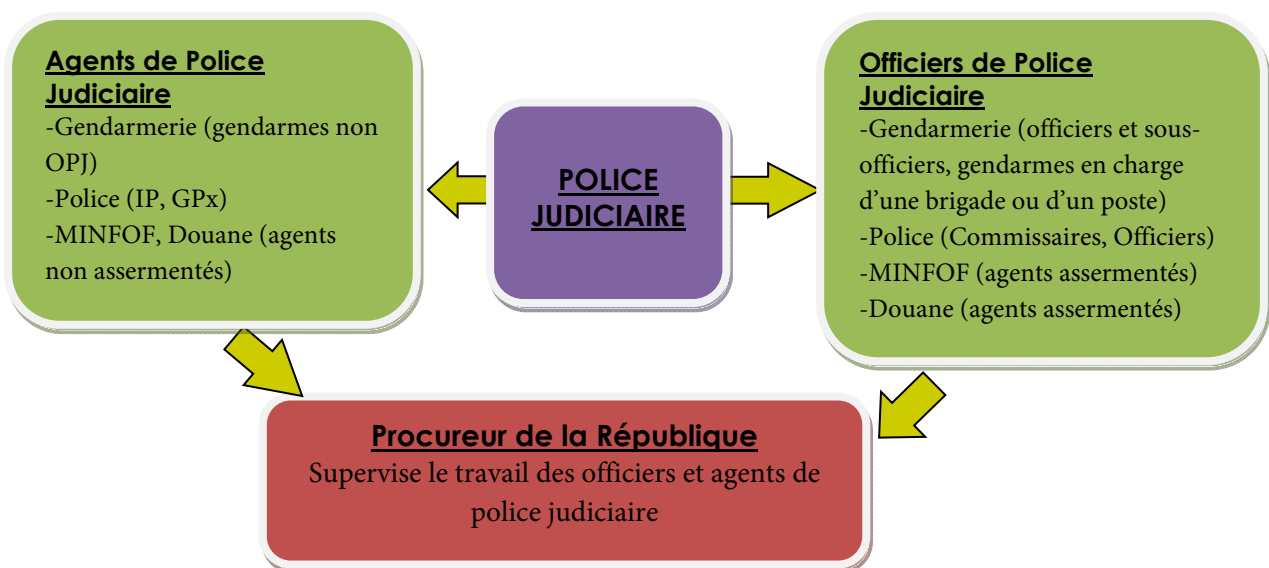 Agents de Police
Judiciaire
-Gendarmerie (gendarmes non
OPJ)
-Police (IP, GPx)
-MINFOF, Douane (agents
non assermentés)
POLICE
JUDICIAIRE
Officiers de Police
Judiciaire
-Gendarmerie (officiers et sous-
officiers, gendarmes en charge
d’une brigade ou d’un poste)
-Police (Commissaires, Officiers)
-MINFOF (agents assermentés)
-Douane (agents assermentés)
Procureur de la République
Supervise le travail des officiers et agents de
police judiciaire